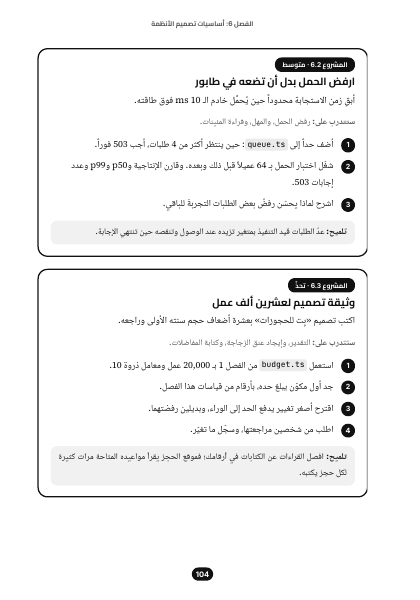 الفصل 6: أساسيات تصميم الأنظمة
المشروع 6.2 · متوسط
ارفض الحمل بدل أن تضعه في طابور
أبقِ زمن الاستجابة محدوداً حين يُحمَّل خادم الـ 10 ms فوق طاقته.
ستتدرب على: رفض الحمل، والمهل، وقراءة المئينات.
1 أضف حداً إلى queue.ts: حين ينتظر أكثر من 4 طلبات، أجب 503 فوراً.
2 شغّل اختبار الحمل بـ 64 عميلاً قبل ذلك وبعده. وقارن الإنتاجية وp50 وp99 وعدد
إجابات 503.
3 اشرح لماذا يحسّن رفضُ بعض الطلبات التجربةَ للباقي.
تلميح: عدّ الطلبات قيد التنفيذ بمتغير تزيده عند الوصول وتنقصه حين تنتهي الإجابة.
المشروع 6.3 · تحدٍّ
وثيقة تصميم لعشرين ألف عمل
اكتب تصميم «بِت للحجوزات» بعشرة أضعاف حجم سنته الأولى وراجعه.
ستتدرب على: التقدير، وإيجاد عنق الزجاجة، وكتابة المفاضلات.
1 استعمل budget.ts من الفصل 1 بـ 20,000 عمل ومعامل ذروة 10.
2 جد أول مكوّن يبلغ حده، بأرقام من قياسات هذا الفصل.
3 اقترح أصغر تغيير يدفع الحد إلى الوراء، وبديلين رفضتهما.
4 اطلب من شخصين مراجعتها، وسجّل ما تغيّر.
تلميح: افصل القراءات عن الكتابات في أرقامك؛ فموقع الحجز يقرأ مواعيده المتاحة مرات كثيرة
لكل حجز يكتبه.
104